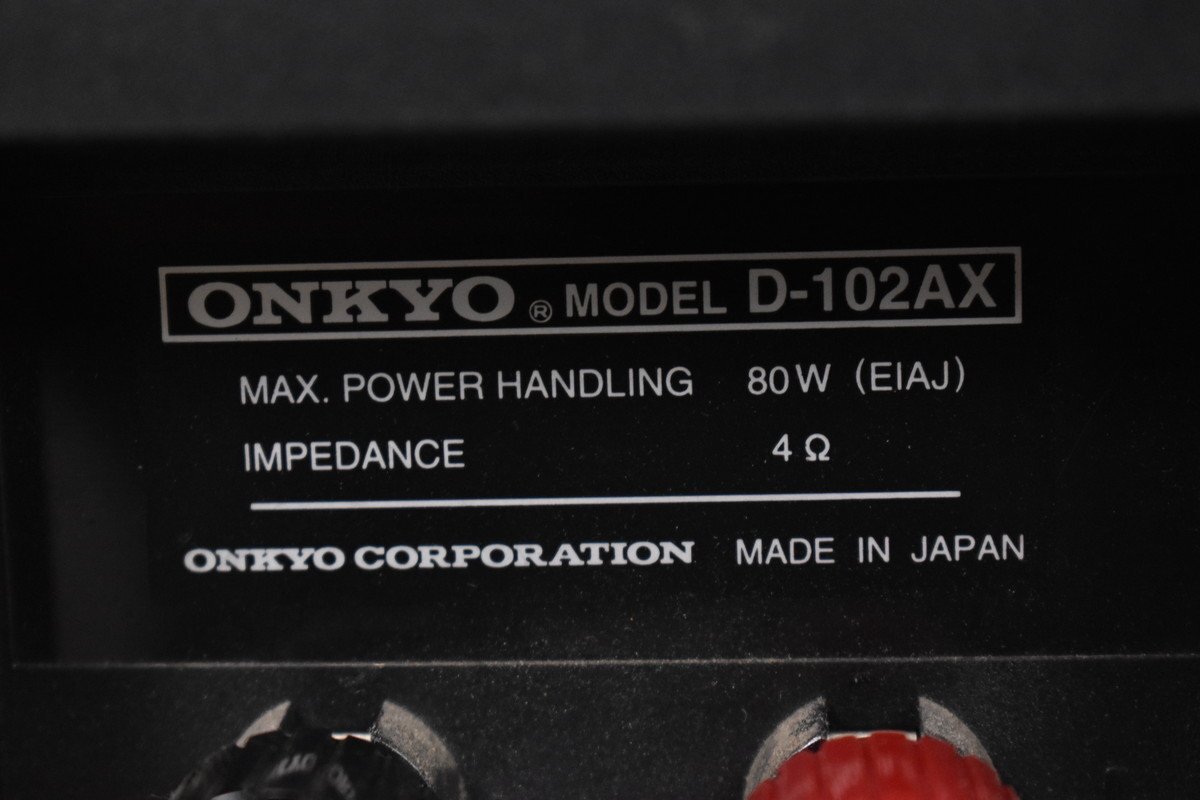 ONKYO® MODEL D-102AX
MAX. POWER HANDLING 80W (EIAJ)
IMPEDANCE 4Ω
ONKYO CORPORATION MADE IN JAPAN